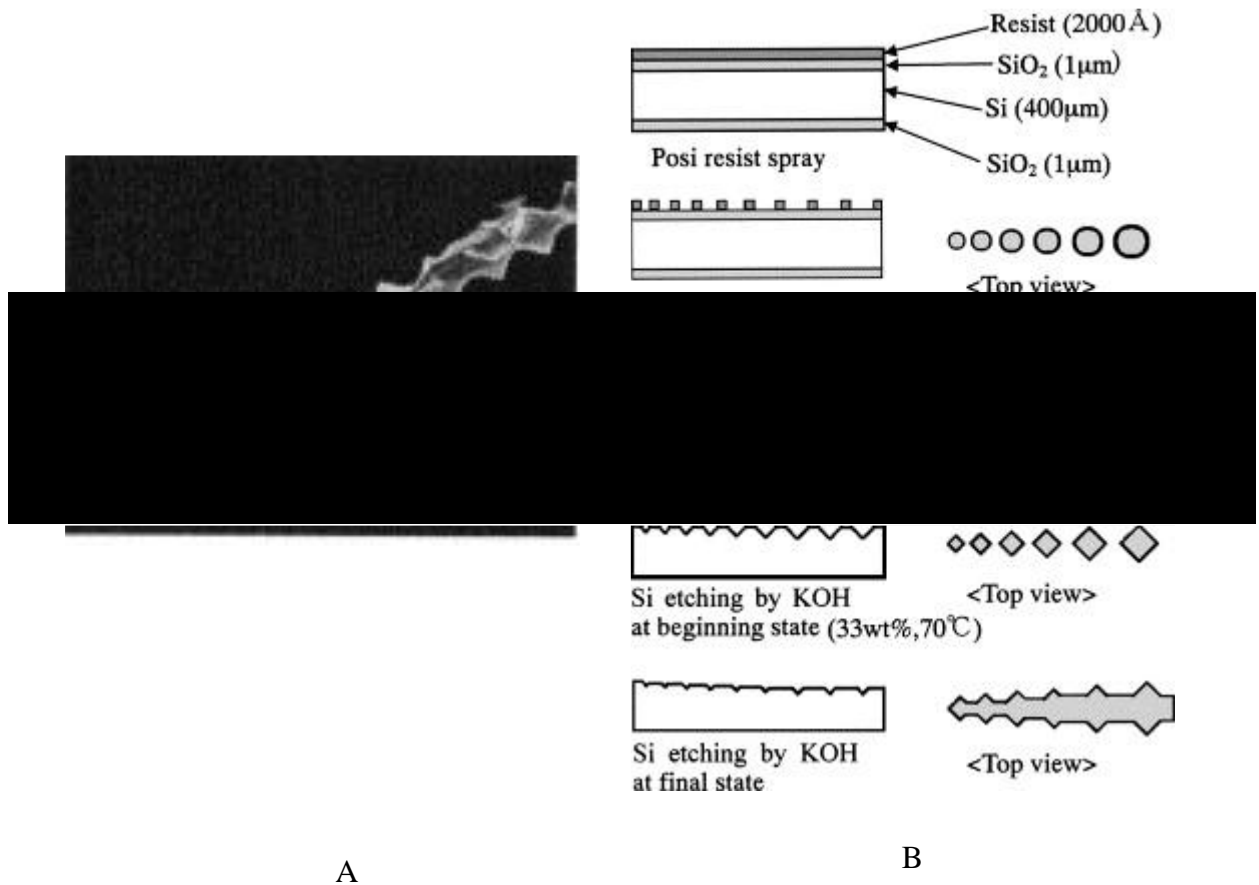 Resist (2000Å)
SiO₂ (1μm)
Si (400μm)
SiO₂ (1μm)
Posi resist spray
<Top view>
Si etching by KOH
at beginning state (33wt%,70℃)
<Top view>
Si etching by KOH
at final state
<Top view>
A
B